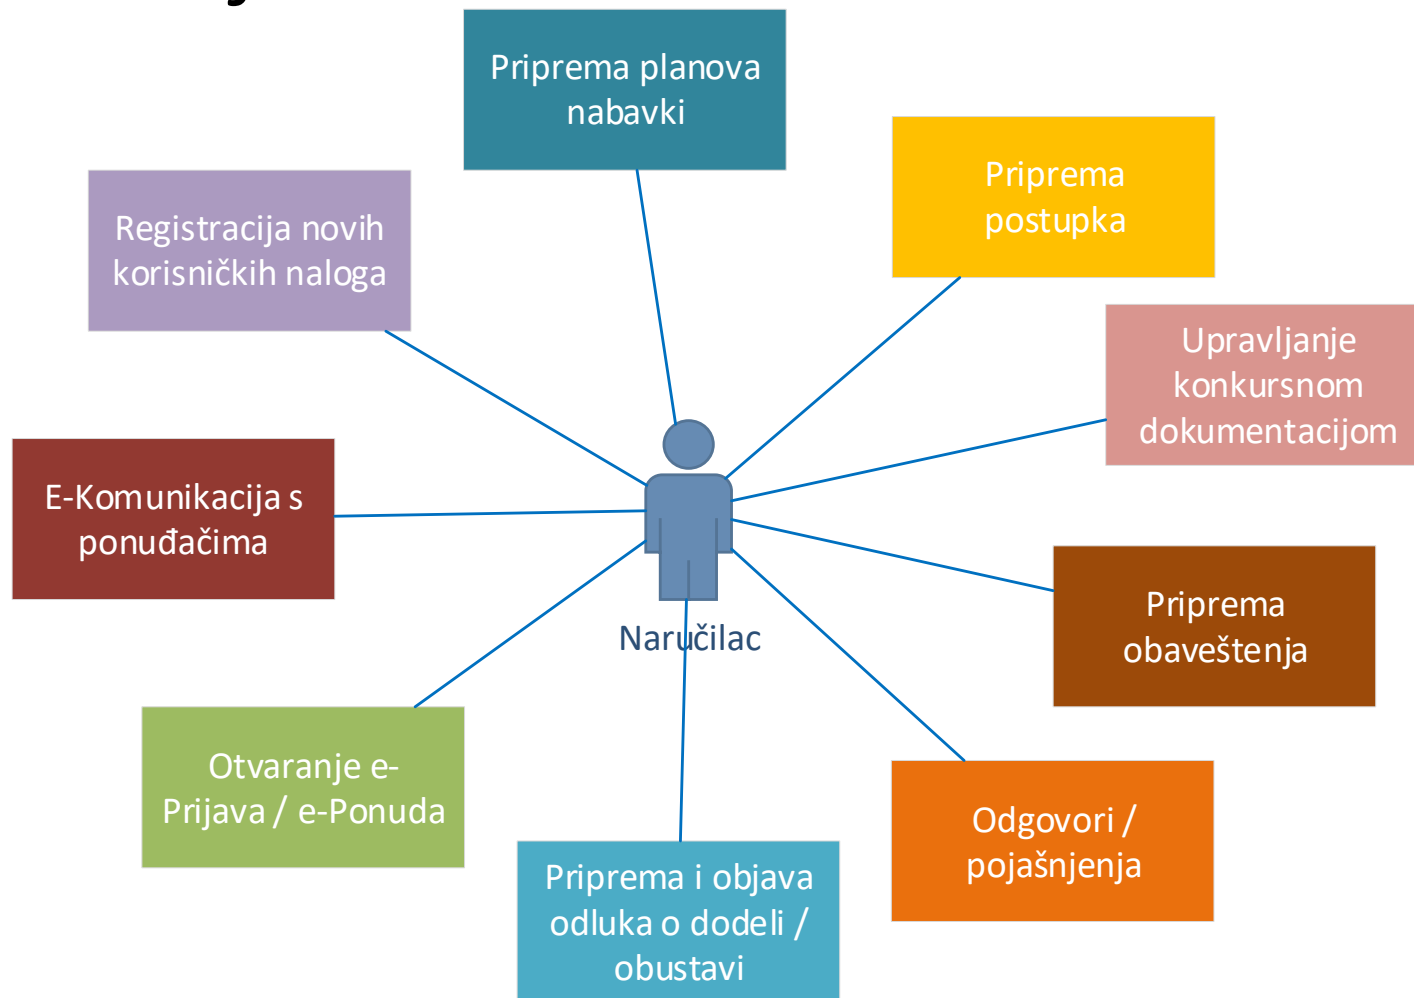 Priprema planova
nabavki
Priprema
postupka
Registracija novih
korisničkih naloga
Upravljanje
konkursnom
dokumentacijom
E-Komunikacija s
ponuđačima
Priprema
obaveštenja
Naručilac
Otvaranje e-
Prijava / e-Ponuda
Odgovori /
pojašnjenja
Priprema i objava
odluka o dodeli /
obustavi